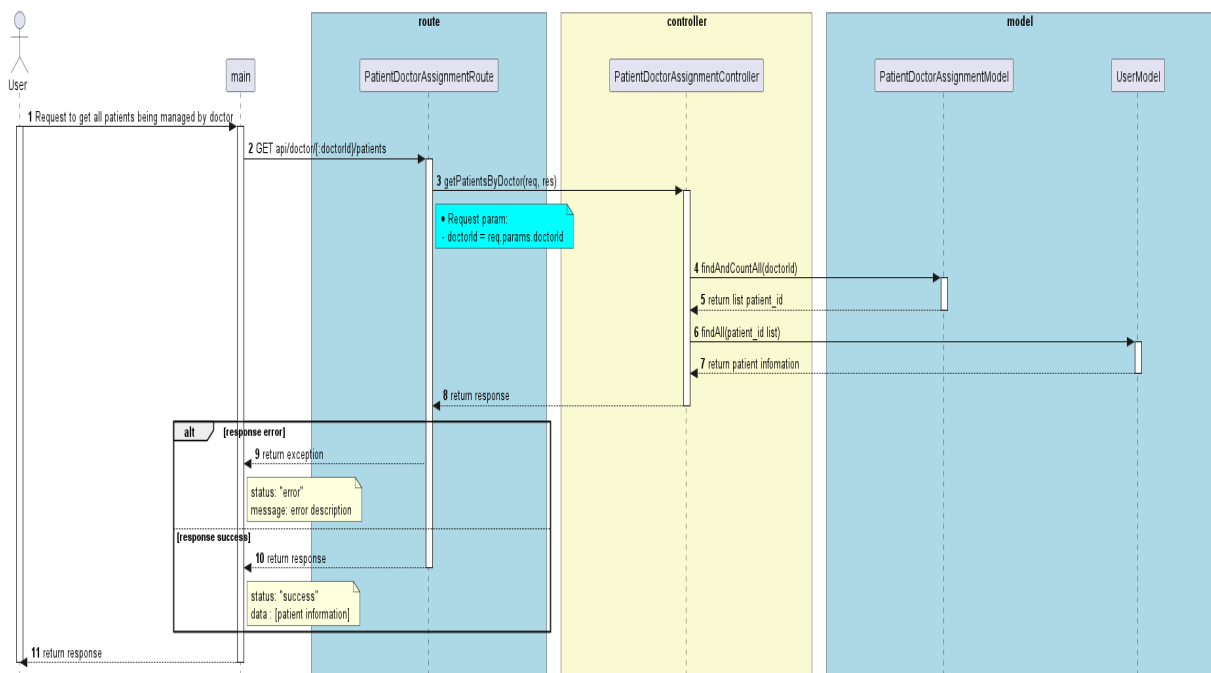 route
controller
model
User
main
PatientDoctorAssignmentRoute
PatientDoctorAssignmentController
PatientDoctorAssignmentModel
UserModel
1 Request to get all patients being managed by doctor
2 GET api/doctor/{:doctorId}/patients
3 getPatientsByDoctor(req, res)
• Request param:
- doctorId = req.params.doctorId
4 findAndCountAll(doctorId)
5 return list patient_id
6 findAll(patient_id list)
7 return patient infomation
8 return response
alt [response error]
9 return exception
status: "error"
message: error description
[response success]
10 return response
status: "success"
data : [patient information]
11 return response